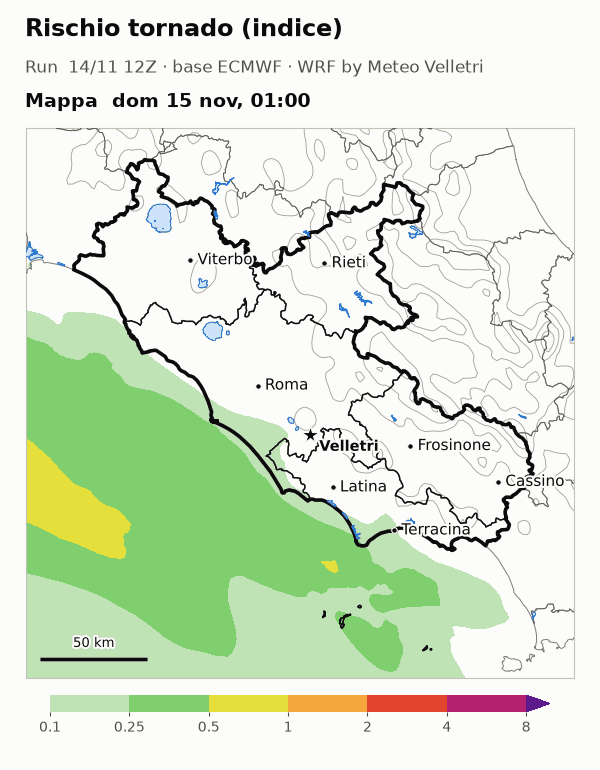 Rischio tornado (indice)
Run  14/11 12Z · base ECMWF · WRF by Meteo Velletri
Mappa  dom 15 nov, 01:00
Viterbo
Rieti
Roma
Velletri
Frosinone
Cassino
Latina
Terracina
50 km
0.1 0.25 0.5 1 2 4 8